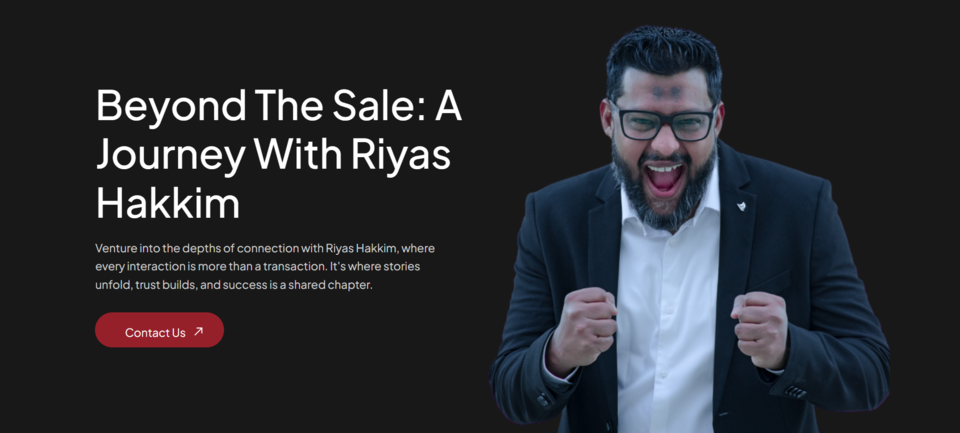 Beyond The Sale: A
Journey With Riyas
Hakkim
Venture into the depths of connection with Riyas Hakkim, where
every interaction is more than a transaction. It's where stories
unfold, trust builds, and success is a shared chapter.
Contact Us